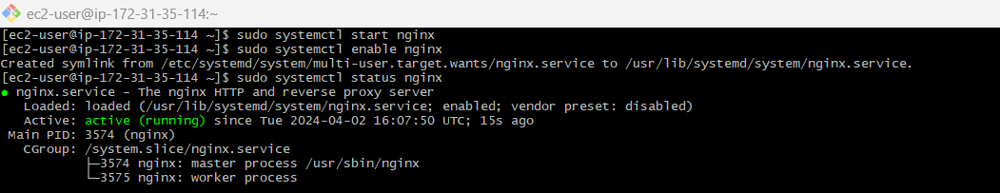 ec2-user@ip-172-31-35-114:~
[ec2-user@ip-172-31-35-114 ~]$ sudo systemctl start nginx
[ec2-user@ip-172-31-35-114 ~]$ sudo systemctl enable nginx
Created symlink from /etc/systemd/system/multi-user.target.wants/nginx.service to /usr/lib/systemd/system/nginx.service.
[ec2-user@ip-172-31-35-114 ~]$ sudo systemctl status nginx
● nginx.service - The nginx HTTP and reverse proxy server
   Loaded: loaded (/usr/lib/systemd/system/nginx.service; enabled; vendor preset: disabled)
   Active: active (running) since Tue 2024-04-02 16:07:50 UTC; 15s ago
 Main PID: 3574 (nginx)
   CGroup: /system.slice/nginx.service
           ├─3574 nginx: master process /usr/sbin/nginx
           └─3575 nginx: worker process